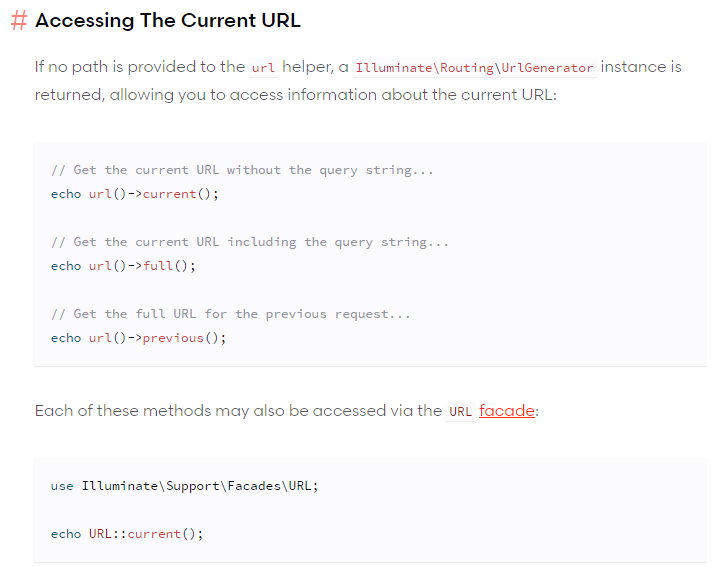 # Accessing The Current URL
If no path is provided to the url helper, a Illuminate\Routing\UrlGenerator instance is
returned, allowing you to access information about the current URL:
// Get the current URL without the query string...
echo url()->current();
// Get the current URL including the query string...
echo url()->full();
// Get the full URL for the previous request...
echo url()->previous();
Each of these methods may also be accessed via the URL facade:
use Illuminate\Support\Facades\URL;
echo URL::current();